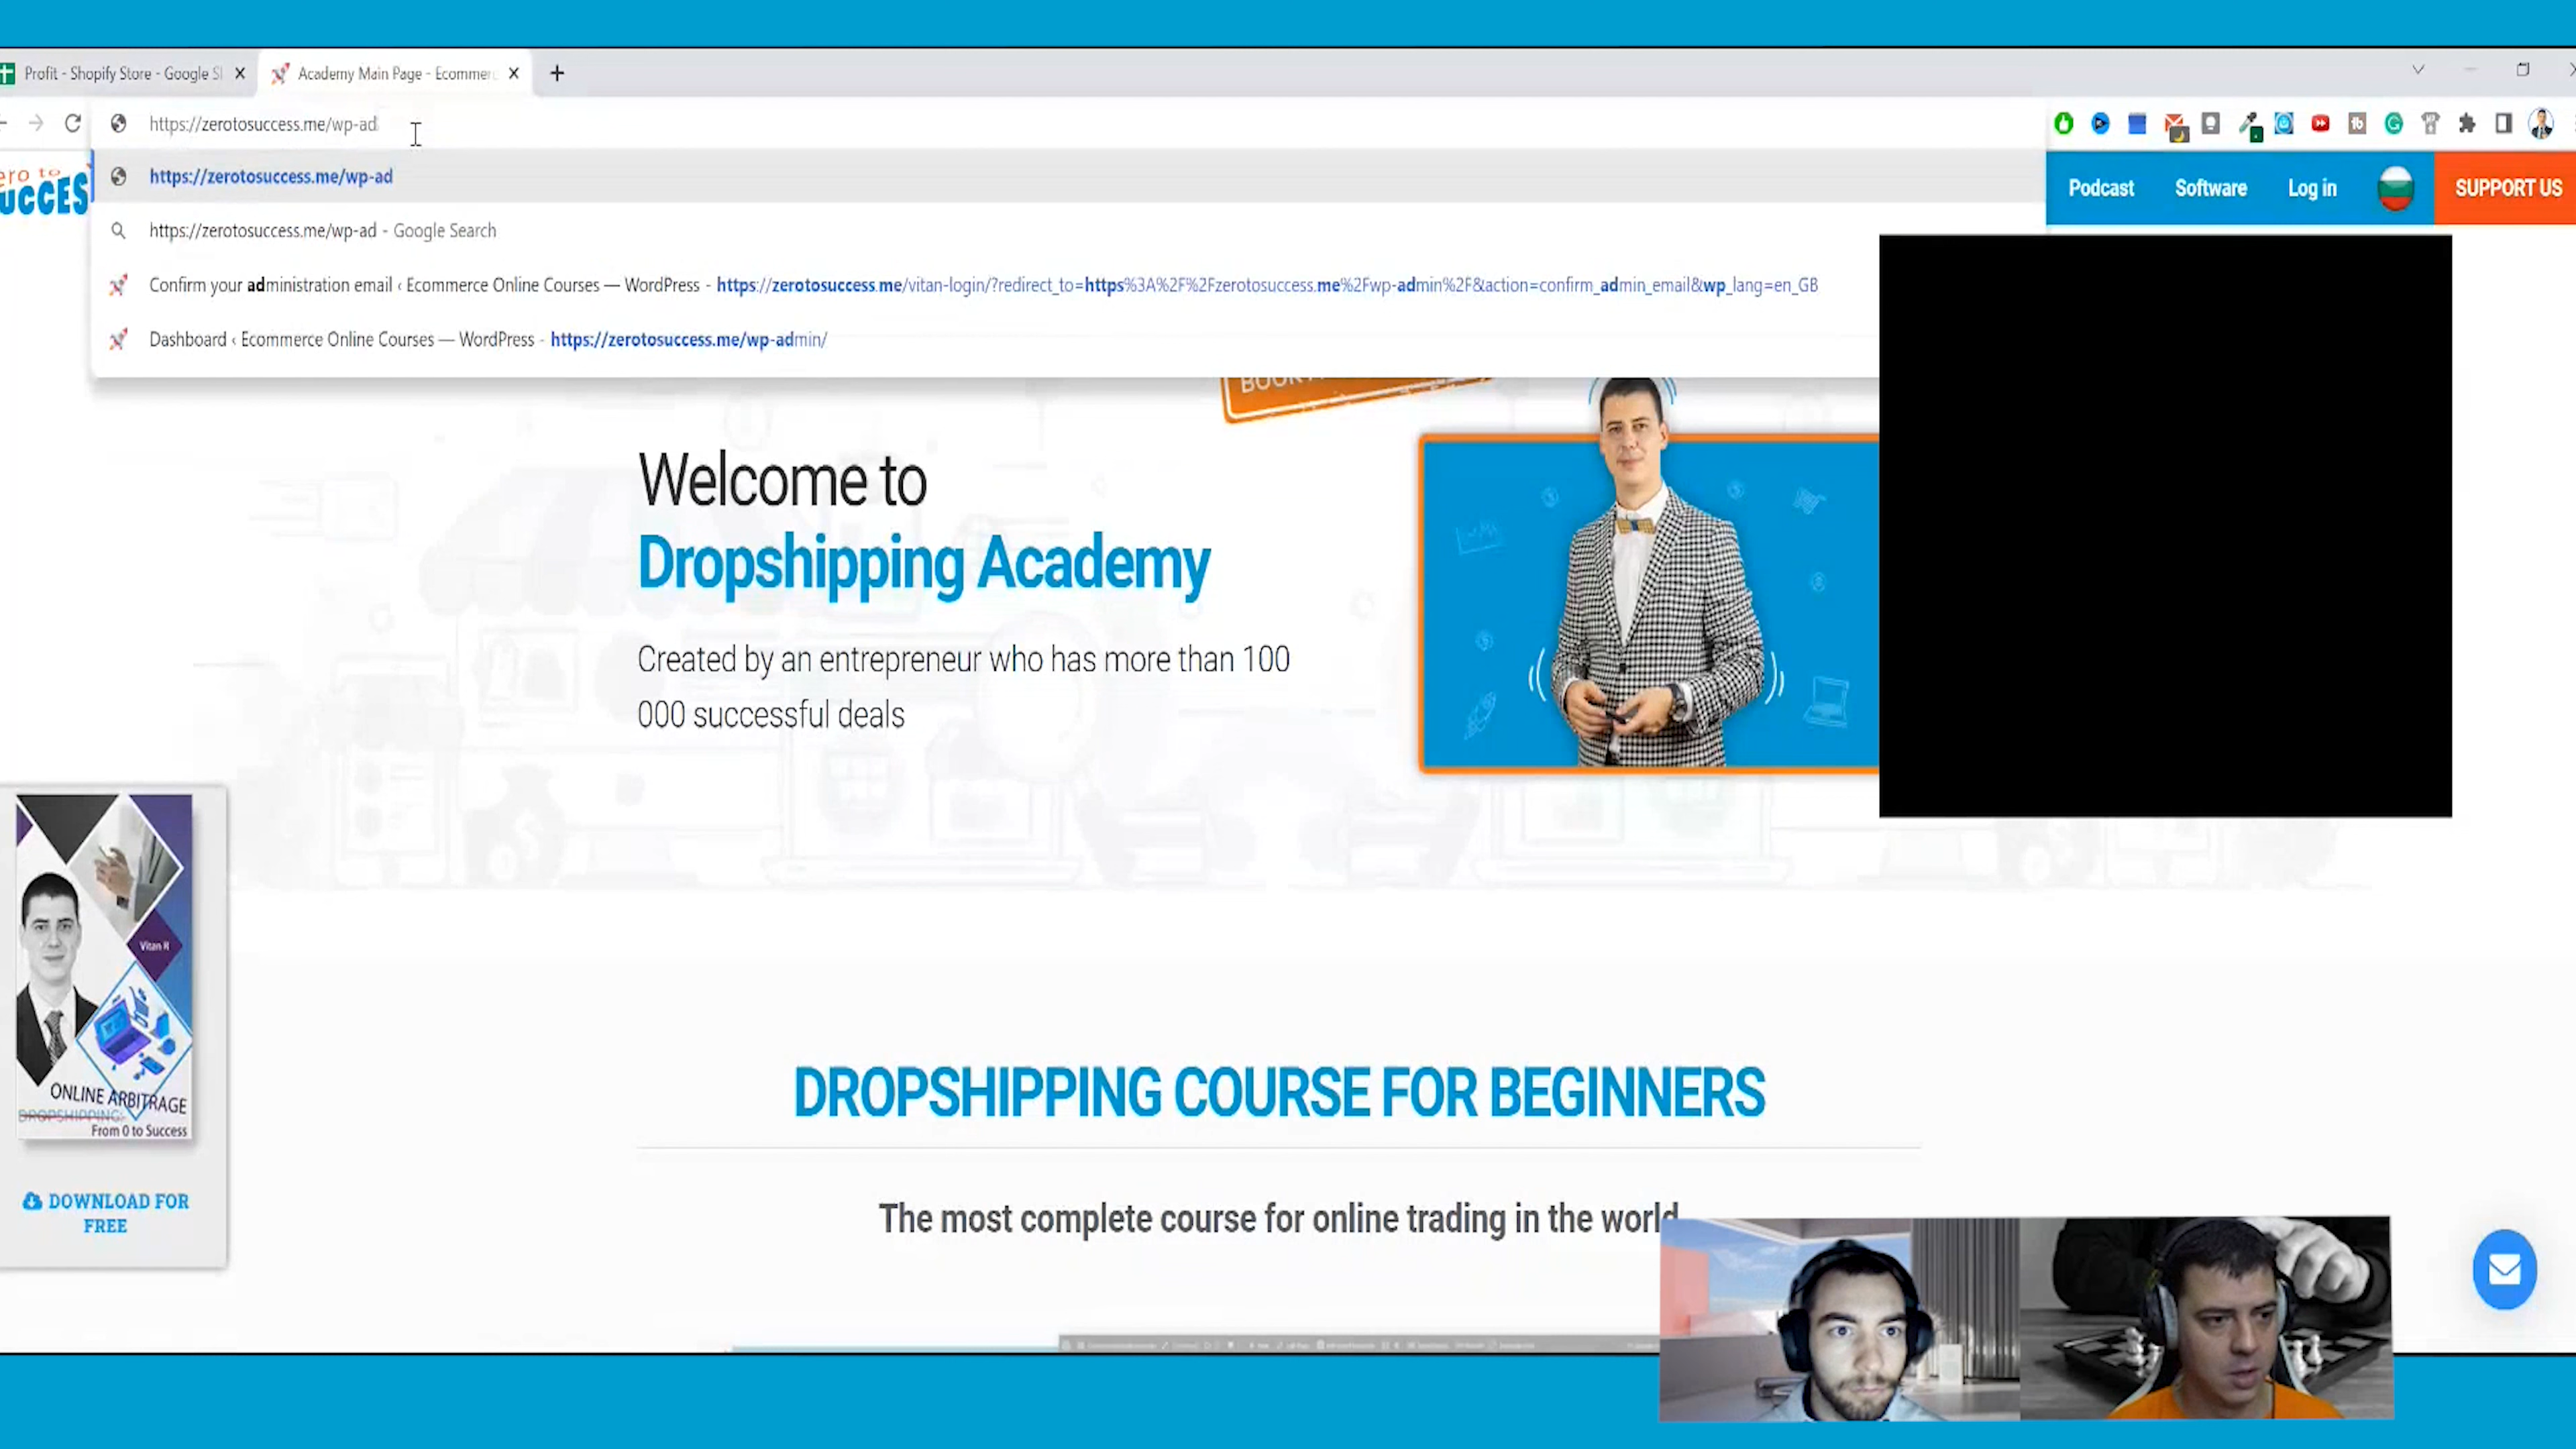 Profit - Shopify Store - Google S
Academy Main Page - Ecommerc
https://zerotosuccess.me/wp-ad
https://zerotosuccess.me/wp-ad
https://zerotosuccess.me/wp-ad - Google Search
Confirm your administration email ‹ Ecommerce Online Courses — WordPress - https://zerotosuccess.me/vitan-login/?redirect_to=https%3A%2F%2Fzerotosuccess.me%2Fwp-admin%2F&action=confirm_admin_email&wp_lang=en_GB
Dashboard ‹ Ecommerce Online Courses — WordPress - https://zerotosuccess.me/wp-admin/
ero to
UCCES
Podcast
Software
Log in
SUPPORT US
Welcome to
Dropshipping Academy
Created by an entrepreneur who has more than 100
000 successful deals
Vitan R
ONLINE ARBITRAGE
DROPSHIPPING
From 0 to Success
DOWNLOAD FOR
FREE
DROPSHIPPING COURSE FOR BEGINNERS
The most complete course for online trading in the world